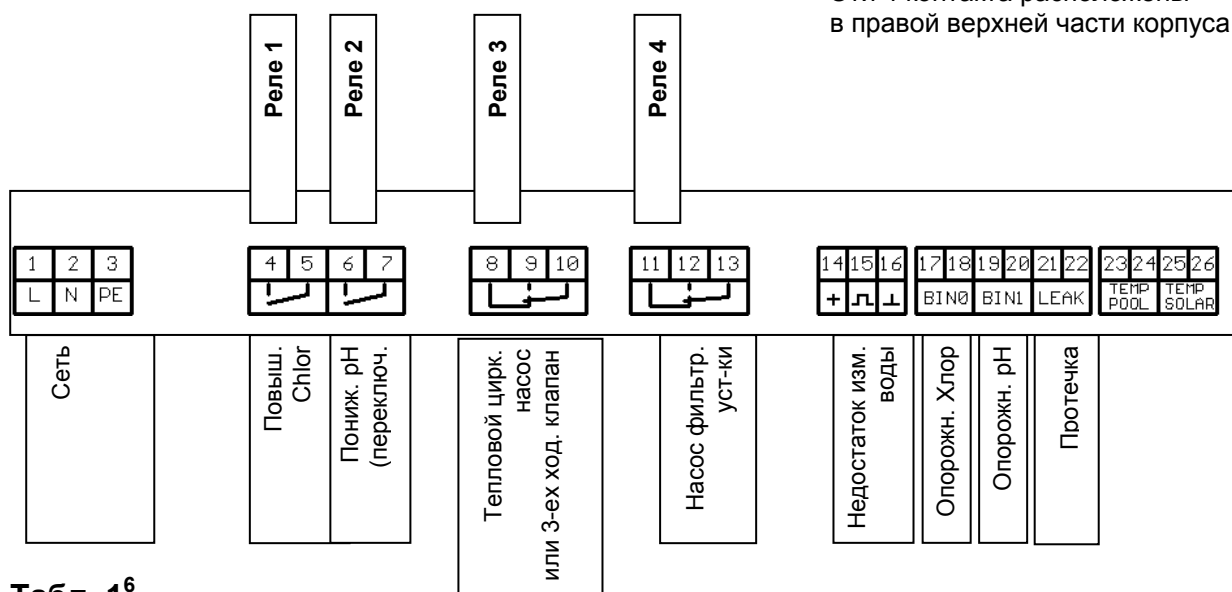 в правой верхней части корпуса
Реле 1
Реле 2
Реле 3
Реле 4
1 2 3
L N PE
4 5 6 7
8 9 10
11 12 13
14 15 16 17 18 19 20 21 22 23 24 25 26
+ ⎍ ⊥ BIN0 BIN1 LEAK TEMP POOL TEMP SOLAR
Сеть
Повыш.
Chlor
Пониж. pH
(переключ.
Тепловой цирк.
насос
или 3-ех ход. клапан
Насос фильтр.
уст-ки
Недостаток изм.
воды
Опорожн. Хлор
Опорожн. pH
Протечка